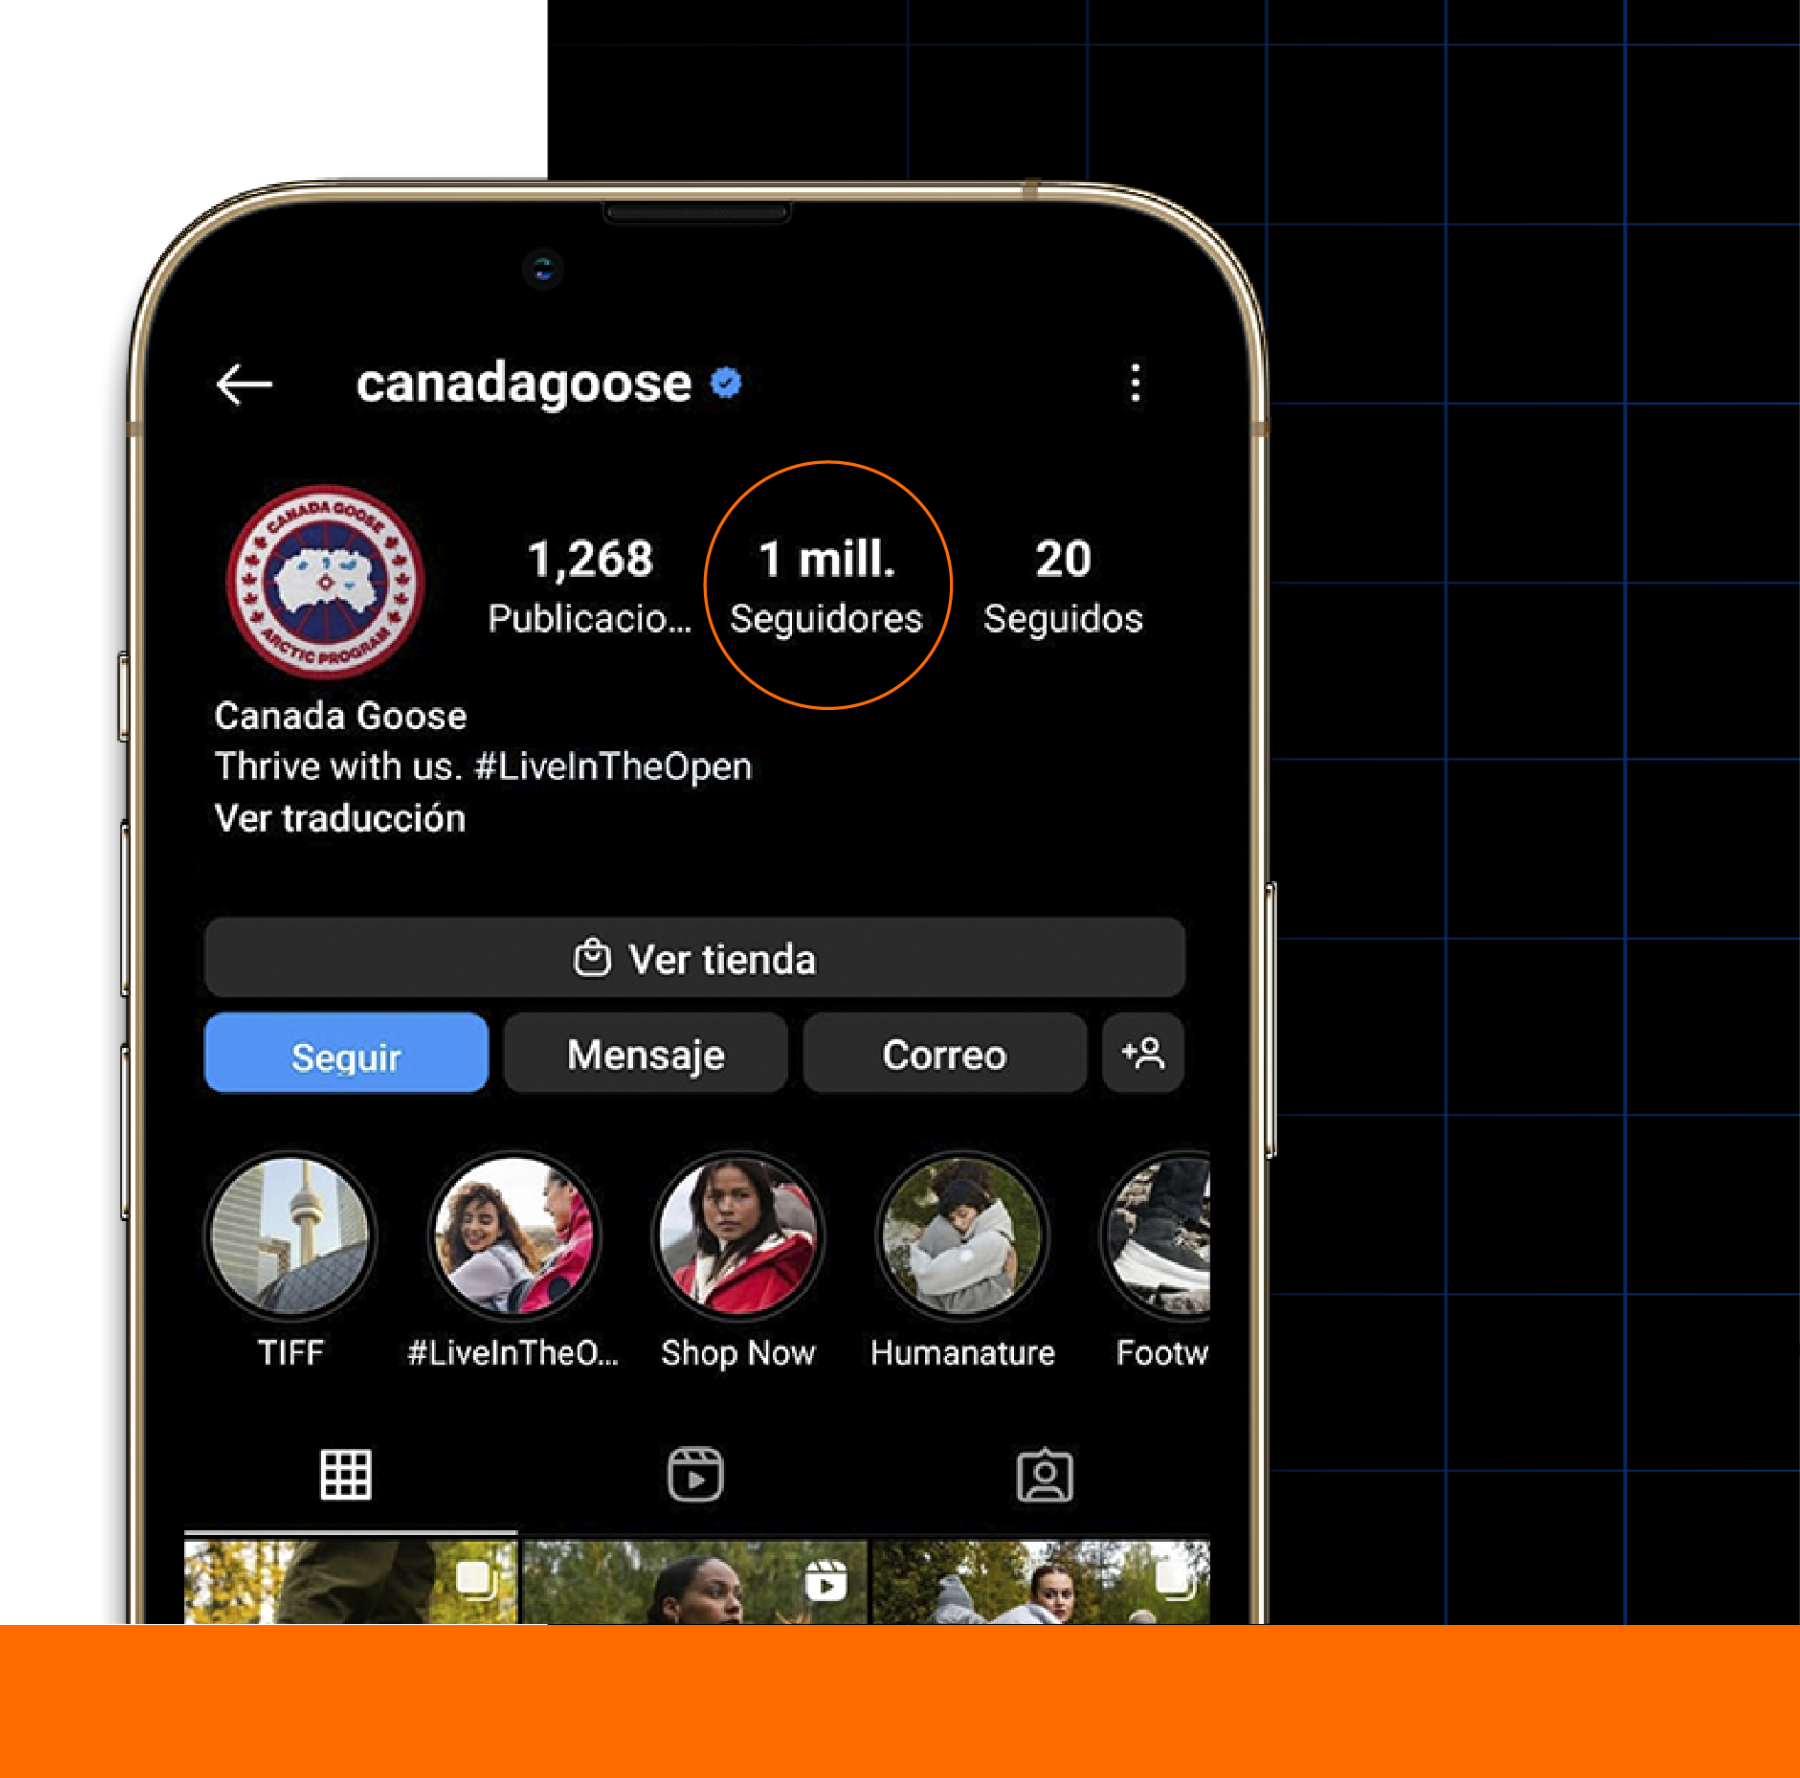 canadagoose
CANADA GOOSE
ARCTIC PROGRAM
1,268
Publicacio...
1 mill.
Seguidores
20
Seguidos
Canada Goose
Thrive with us. #LiveInTheOpen
Ver traducción
Ver tienda
Seguir
Mensaje
Correo
TIFF
#LiveInTheO...
Shop Now
Humanature
Footw